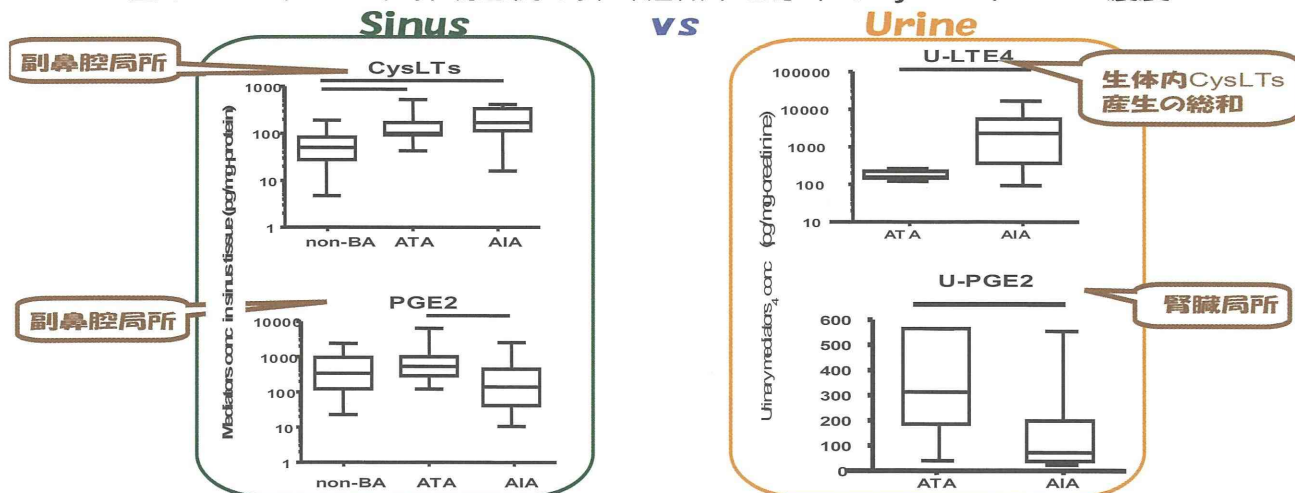 Sinus vs Urine
副鼻腔局所
CysLTs
1000
100
10
1
non-BA ATA AIA
副鼻腔局所
PGE2
10000
1000
100
10
1
non-BA ATA AIA
Mediators conc in sinus tissue (pg/mg-protein)
U-LTE4
生体内CysLTs
産生の総和
100000
10000
1000
100
10
ATA AIA
U-PGE2
腎臓局所
600
500
400
300
200
100
0
ATA AIA
Urinary mediators4 conc (pg/mg-creatinine)